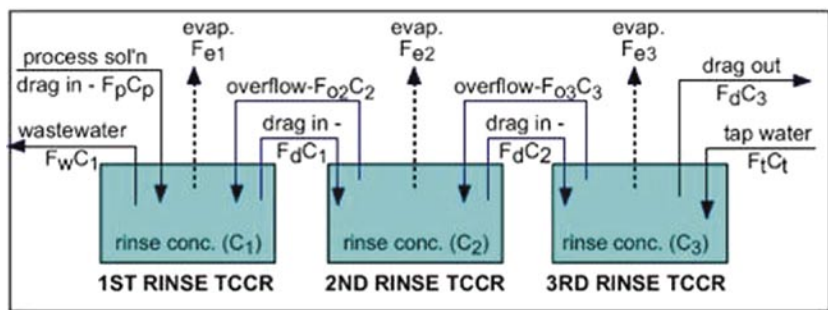 evap.
Fe1
evap.
Fe2
evap.
Fe3
process sol'n
drag in - FpCp
wastewater
FwC1
overflow-Fo2C2
drag in -
FdC1
overflow-Fo3C3
drag in -
FdC2
drag out
FdC3
tap water
FtCt
rinse conc. (C1)
rinse conc. (C2)
rinse conc. (C3)
1ST RINSE TCCR
2ND RINSE TCCR
3RD RINSE TCCR